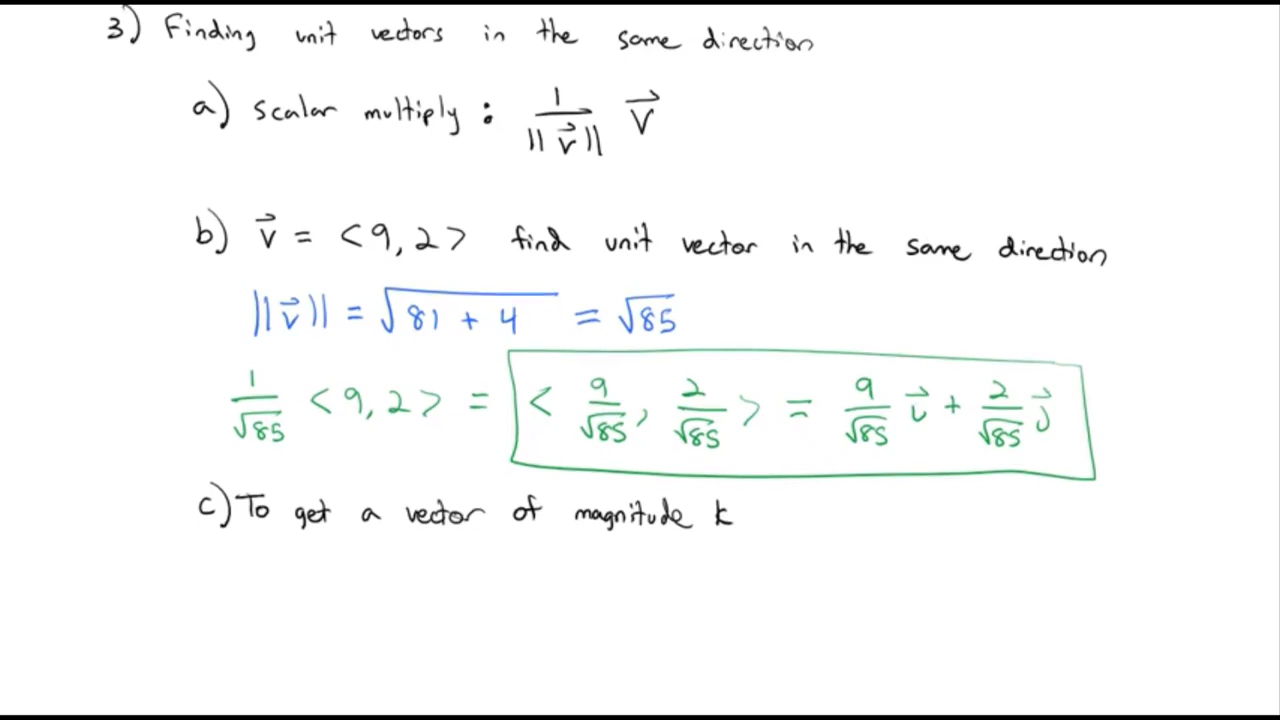 3) Finding unit vectors in the same direction
a) scalar multiply : 1/||v⃗|| v⃗
b) v⃗ = <9, 2> find unit vector in the same direction
||v⃗|| = √(81 + 4) = √85
1/√85 <9, 2> = < 9/√85, 2/√85 > = 9/√85 i⃗ + 2/√85 j⃗
c) To get a vector of magnitude k